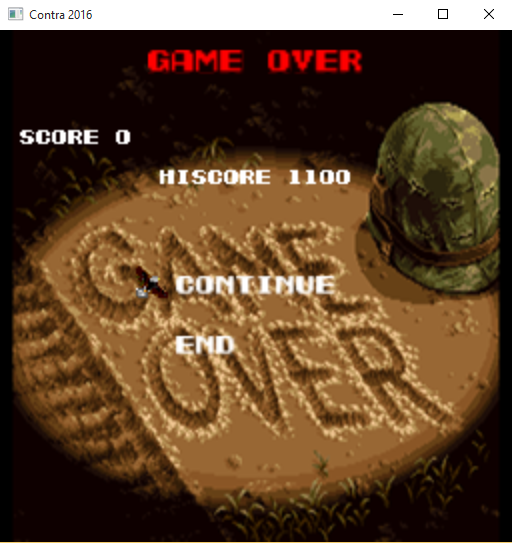 Contra 2016
GAME OVER
SCORE 0
HISCORE 1100
GAME
CONTINUE
OVER
END